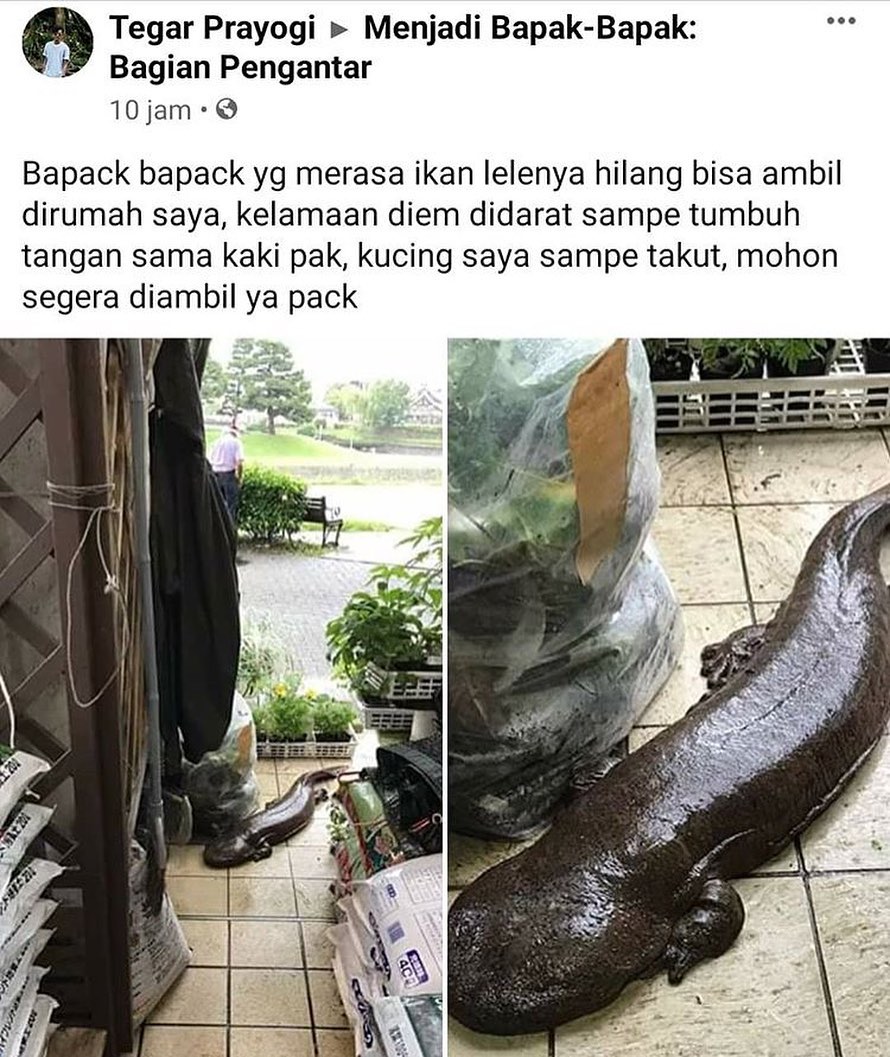 Tegar Prayogi ▶ Menjadi Bapak-Bapak:
Bagian Pengantar
10 jam ·
Bapack bapack yg merasa ikan lelenya hilang bisa ambil
dirumah saya, kelamaan diem didarat sampe tumbuh
tangan sama kaki pak, kucing saya sampe takut, mohon
segera diambil ya pack